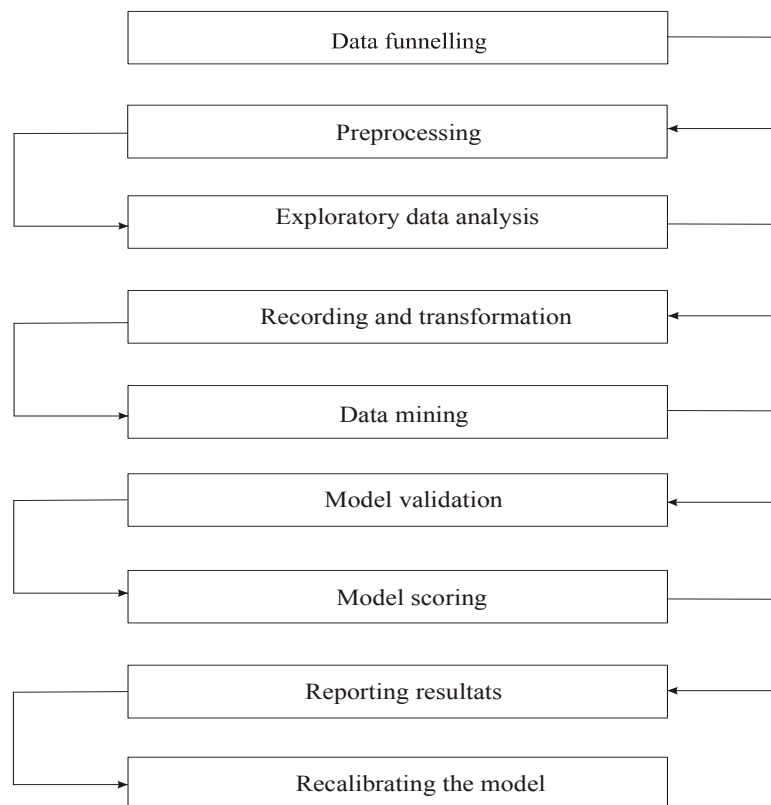 Data funnelling
Preprocessing
Exploratory data analysis
Recording and transformation
Data mining
Model validation
Model scoring
Reporting resultats
Recalibrating the model